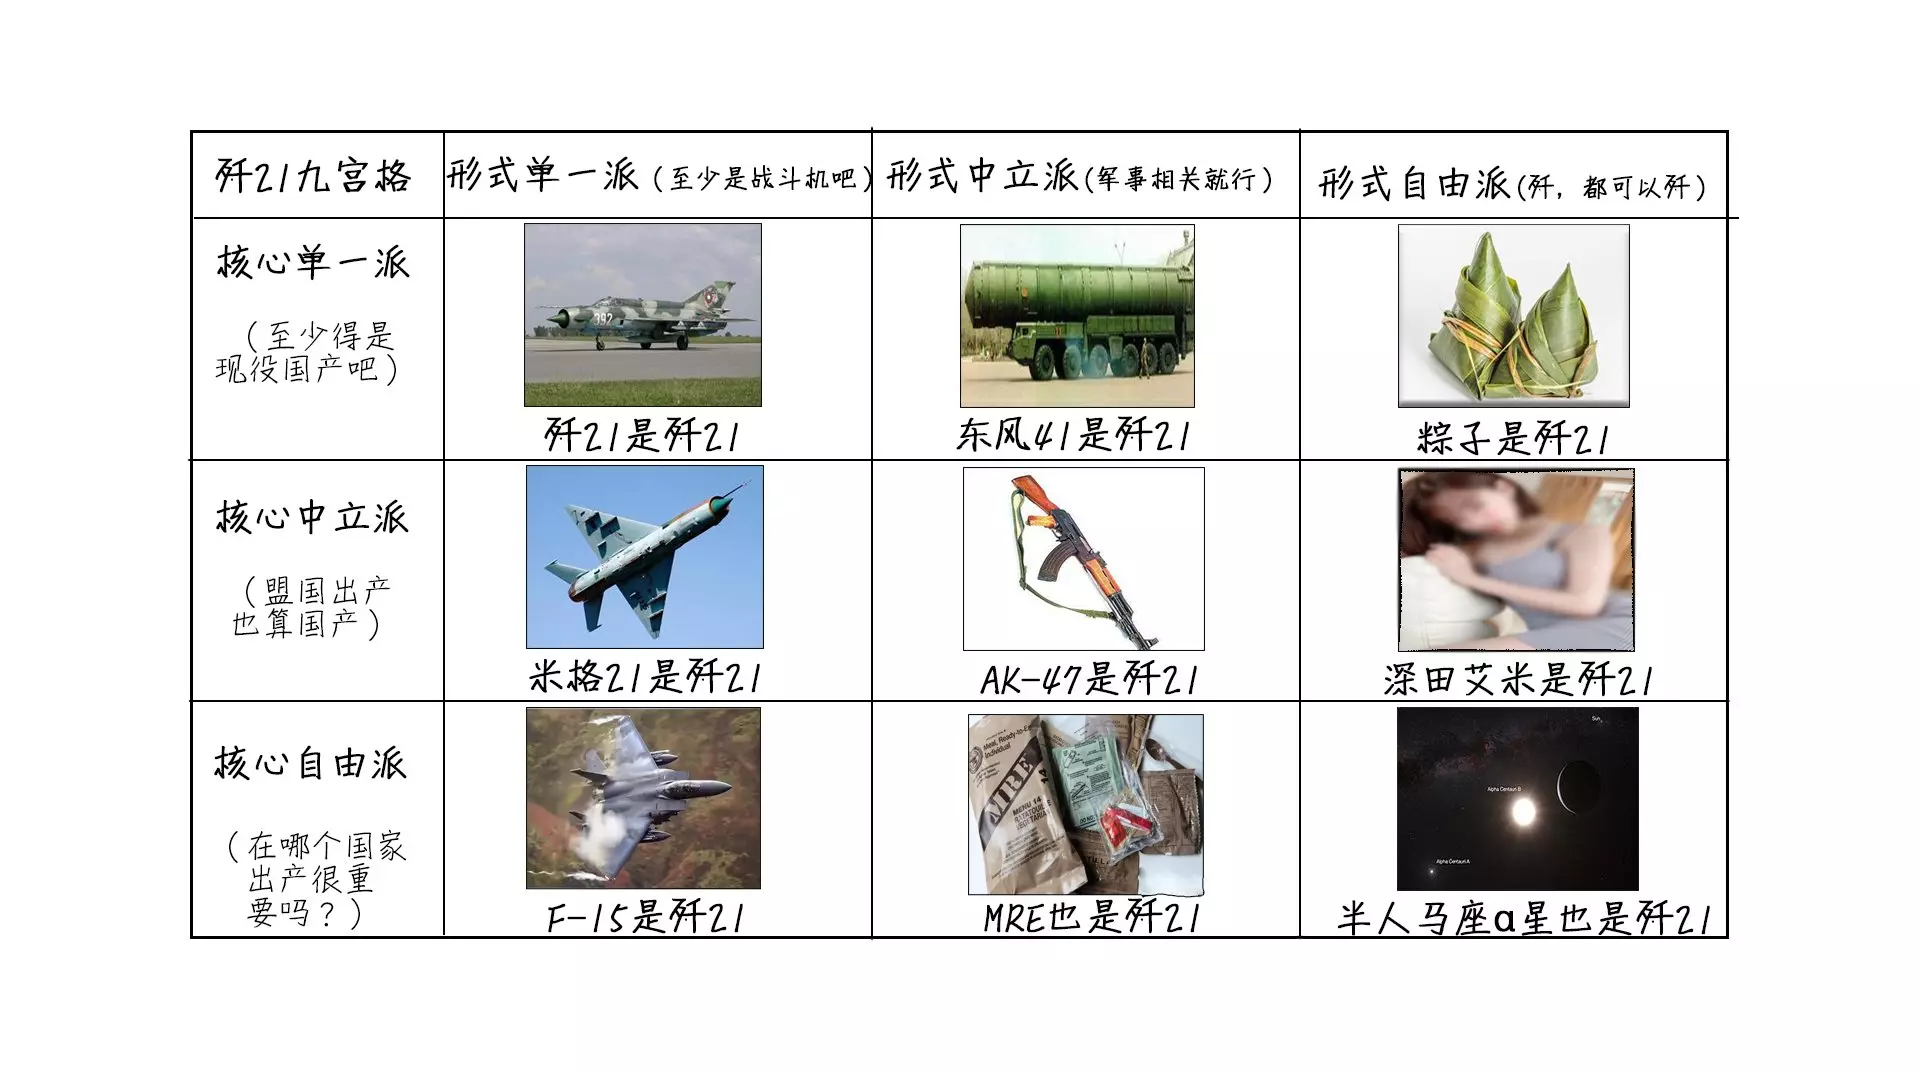 歼21九宫格
形式单一派（至少是战斗机吧）
形式中立派(军事相关就行）
形式自由派(歼，都可以歼）
核心单一派
（至少得是
现役国产吧）
392
歼21是歼21
东风41是歼21
粽子是歼21
核心中立派
（盟国出产
也算国产）
米格21是歼21
AK-47是歼21
深田艾米是歼21
核心自由派
（在哪个国家
出产很重
要吗？）
F-15是歼21
Meal, Ready-to-E
Individual
MRE
14
MENU 14
RATATOUILLE
VEGETARIA
MRE也是歼21
Sun
Alpha Centauri B
Alpha Centauri A
半人马座α星也是歼21